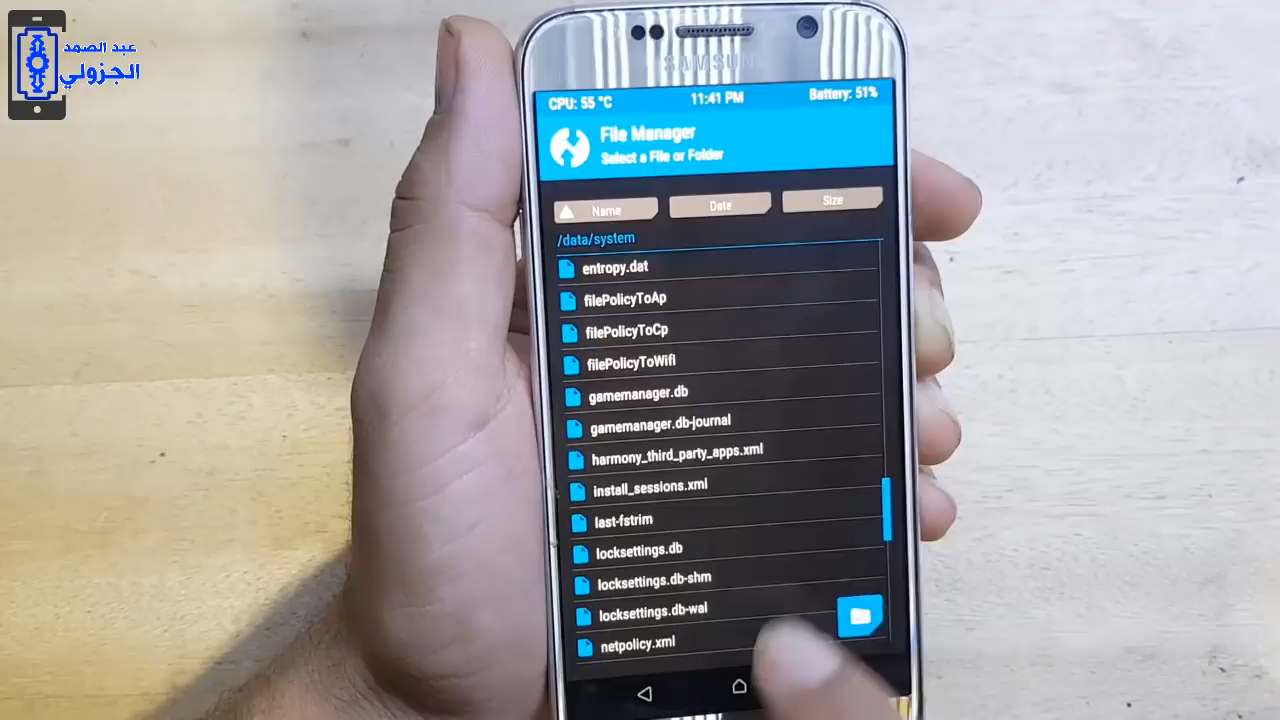 عبد الصمد
الجزولي
SAMSUNG
CPU: 55 °C
11:41 PM
Battery: 51%
File Manager
Select a File or Folder
Name
Date
Size
/data/system
entropy.dat
filePolicyToAp
filePolicyToCp
filePolicyToWifi
gamemanager.db
gamemanager.db-journal
harmony_third_party_apps.xml
install_sessions.xml
last-fstrim
locksettings.db
locksettings.db-shm
locksettings.db-wal
netpolicy.xml